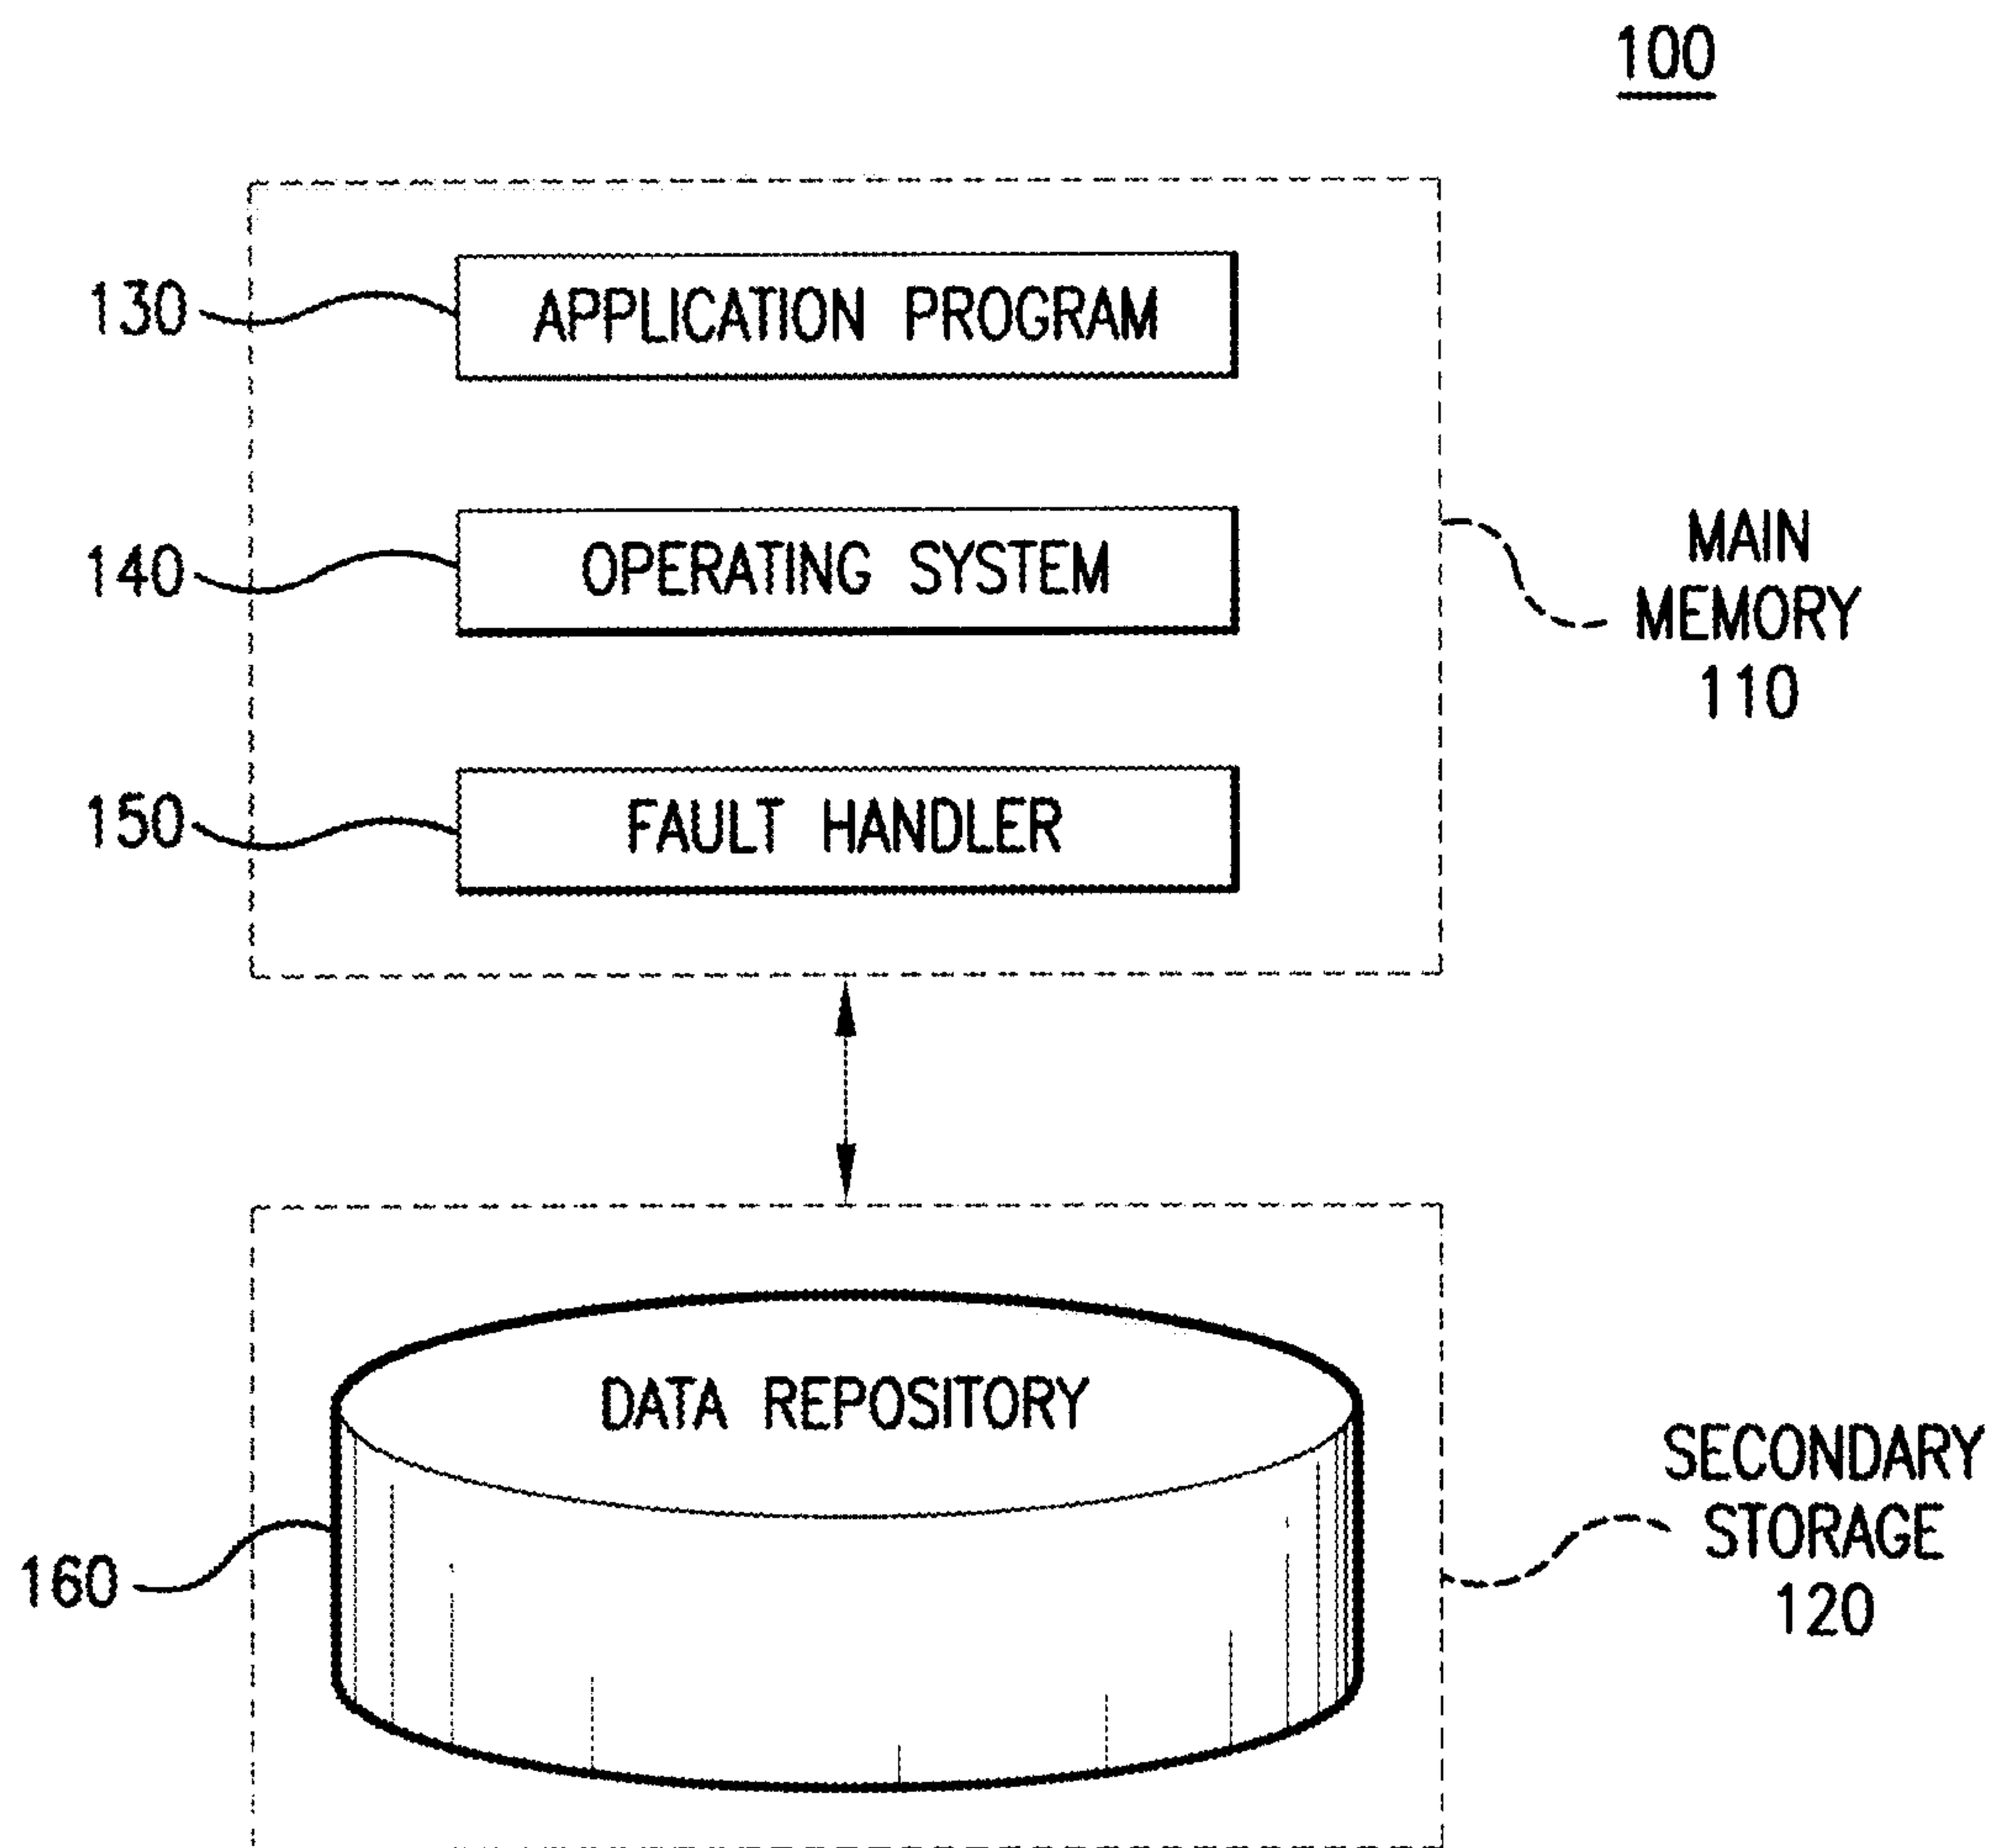 100
130
APPLICATION PROGRAM
140
OPERATING SYSTEM
MAIN
MEMORY
110
150
FAULT HANDLER
DATA REPOSITORY
160
SECONDARY
STORAGE
120